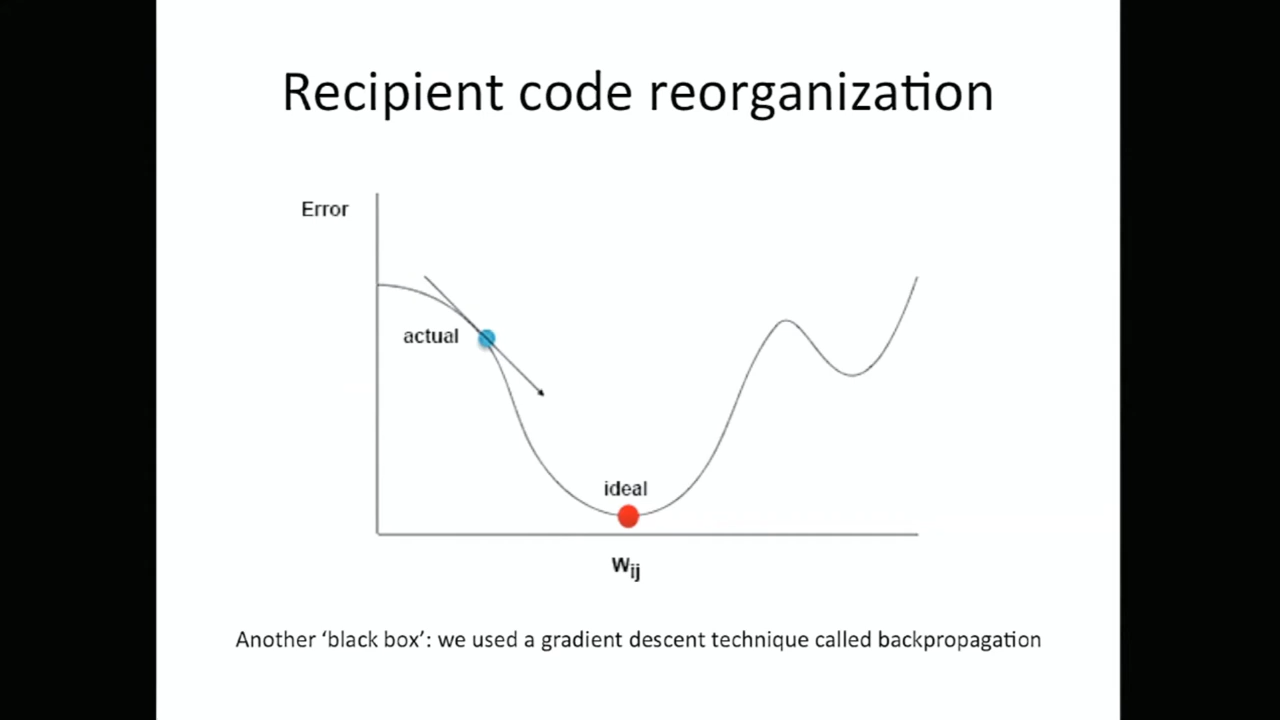 Recipient code reorganization
Error
actual
ideal
Wij
Another ‘black box’: we used a gradient descent technique called backpropagation